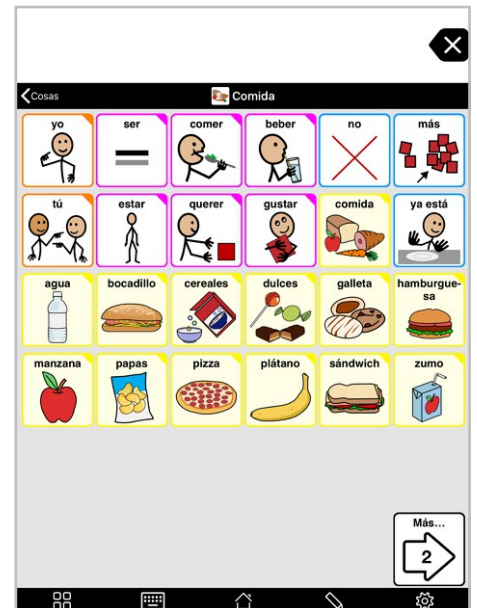 Cosas
Comida
yo
ser
comer
beber
no
más
tú
estar
querer
gustar
comida
ya está
agua
bocadillo
cereales
dulces
galleta
hamburgue-
sa
manzana
papas
pizza
plátano
sándwich
zumo
Más...
2